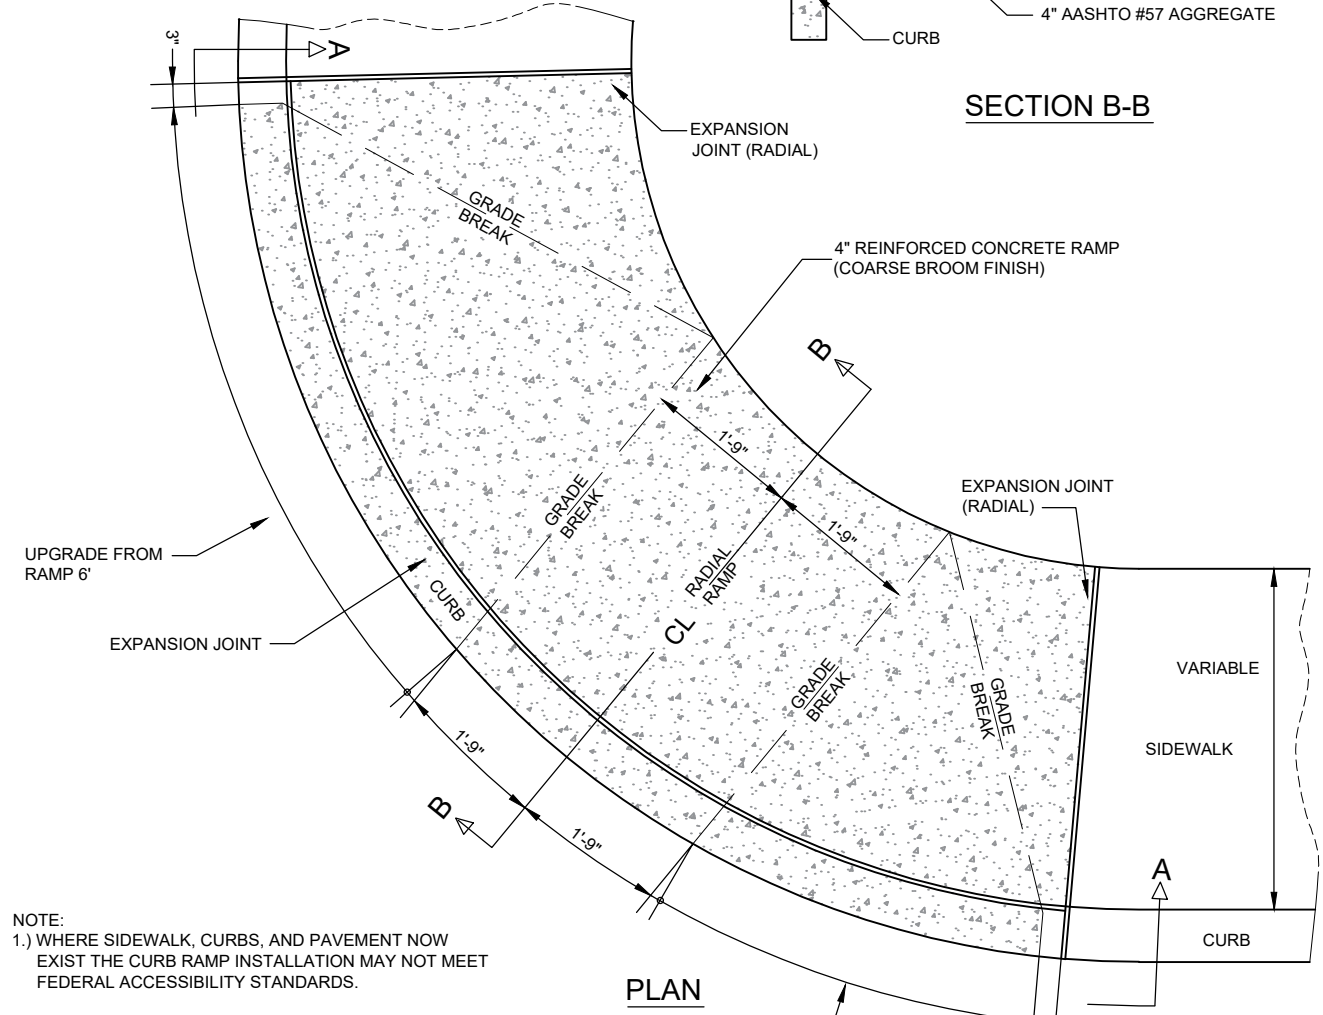 4" AASHTO #57 AGGREGATE
CURB
SECTION B-B
3"
A
EXPANSION
JOINT (RADIAL)
GRADE
BREAK
4" REINFORCED CONCRETE RAMP
(COARSE BROOM FINISH)
B
1'-9"
1'-9"
EXPANSION JOINT
(RADIAL)
GRADE
BREAK
UPGRADE FROM
RAMP 6'
RADIAL
RAMP
CL
CURB
EXPANSION JOINT
GRADE
BREAK
GRADE
BREAK
VARIABLE
SIDEWALK
1'-9"
B
1'-9"
A
CURB
NOTE:
1.) WHERE SIDEWALK, CURBS, AND PAVEMENT NOW
EXIST THE CURB RAMP INSTALLATION MAY NOT MEET
FEDERAL ACCESSIBILITY STANDARDS.
PLAN